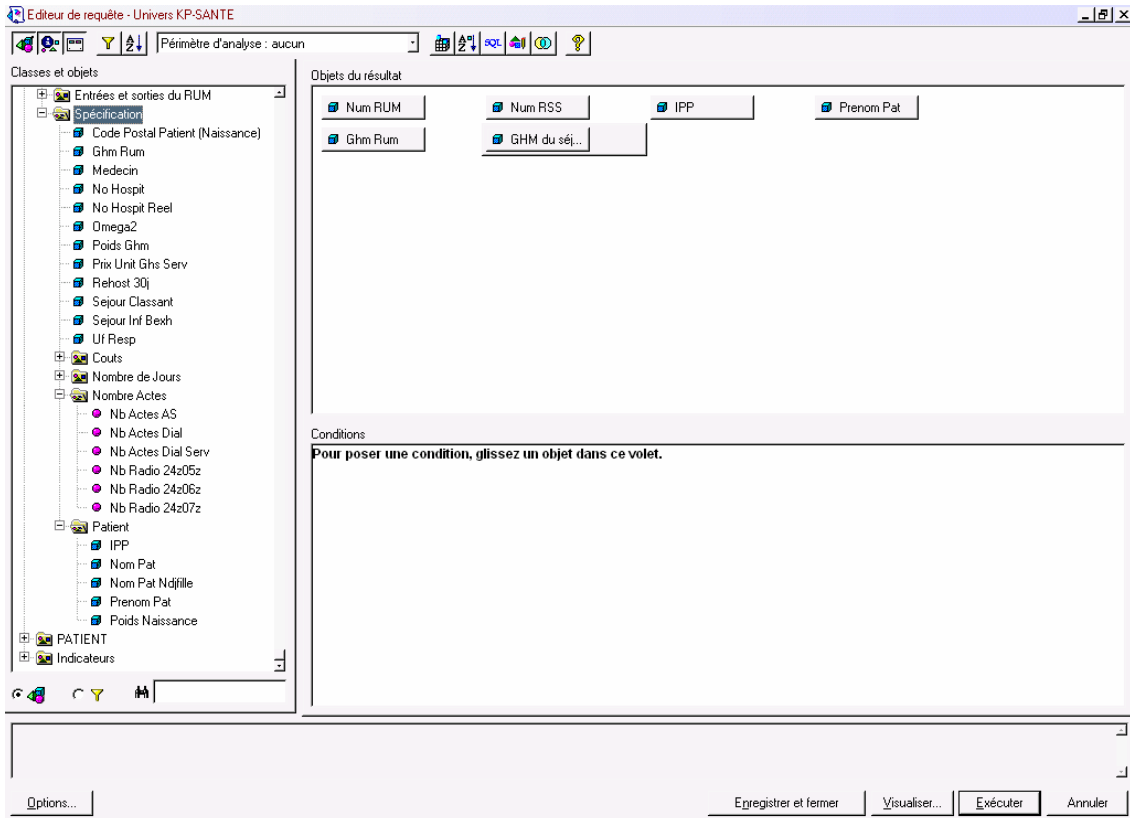 Editeur de requête - Univers KP-SANTE
Périmètre d'analyse : aucun
SQL
Classes et objets
Entrées et sorties du RUM
Spécification
Code Postal Patient (Naissance)
Ghm Rum
Medecin
No Hospit
No Hospit Reel
Omega2
Poids Ghm
Prix Unit Ghs Serv
Rehost 30j
Sejour Classant
Sejour Inf Bexh
Uf Resp
Couts
Nombre de Jours
Nombre Actes
Nb Actes AS
Nb Actes Dial
Nb Actes Dial Serv
Nb Radio 24z05z
Nb Radio 24z06z
Nb Radio 24z07z
Patient
IPP
Nom Pat
Nom Pat Ndjfille
Prenom Pat
Poids Naissance
PATIENT
Indicateurs
Objets du résultat
Num RUM
Num RSS
IPP
Prenom Pat
Ghm Rum
GHM du séj...
Conditions
Pour poser une condition, glissez un objet dans ce volet.
Options...
Enregistrer et fermer
Visualiser...
Exécuter
Annuler